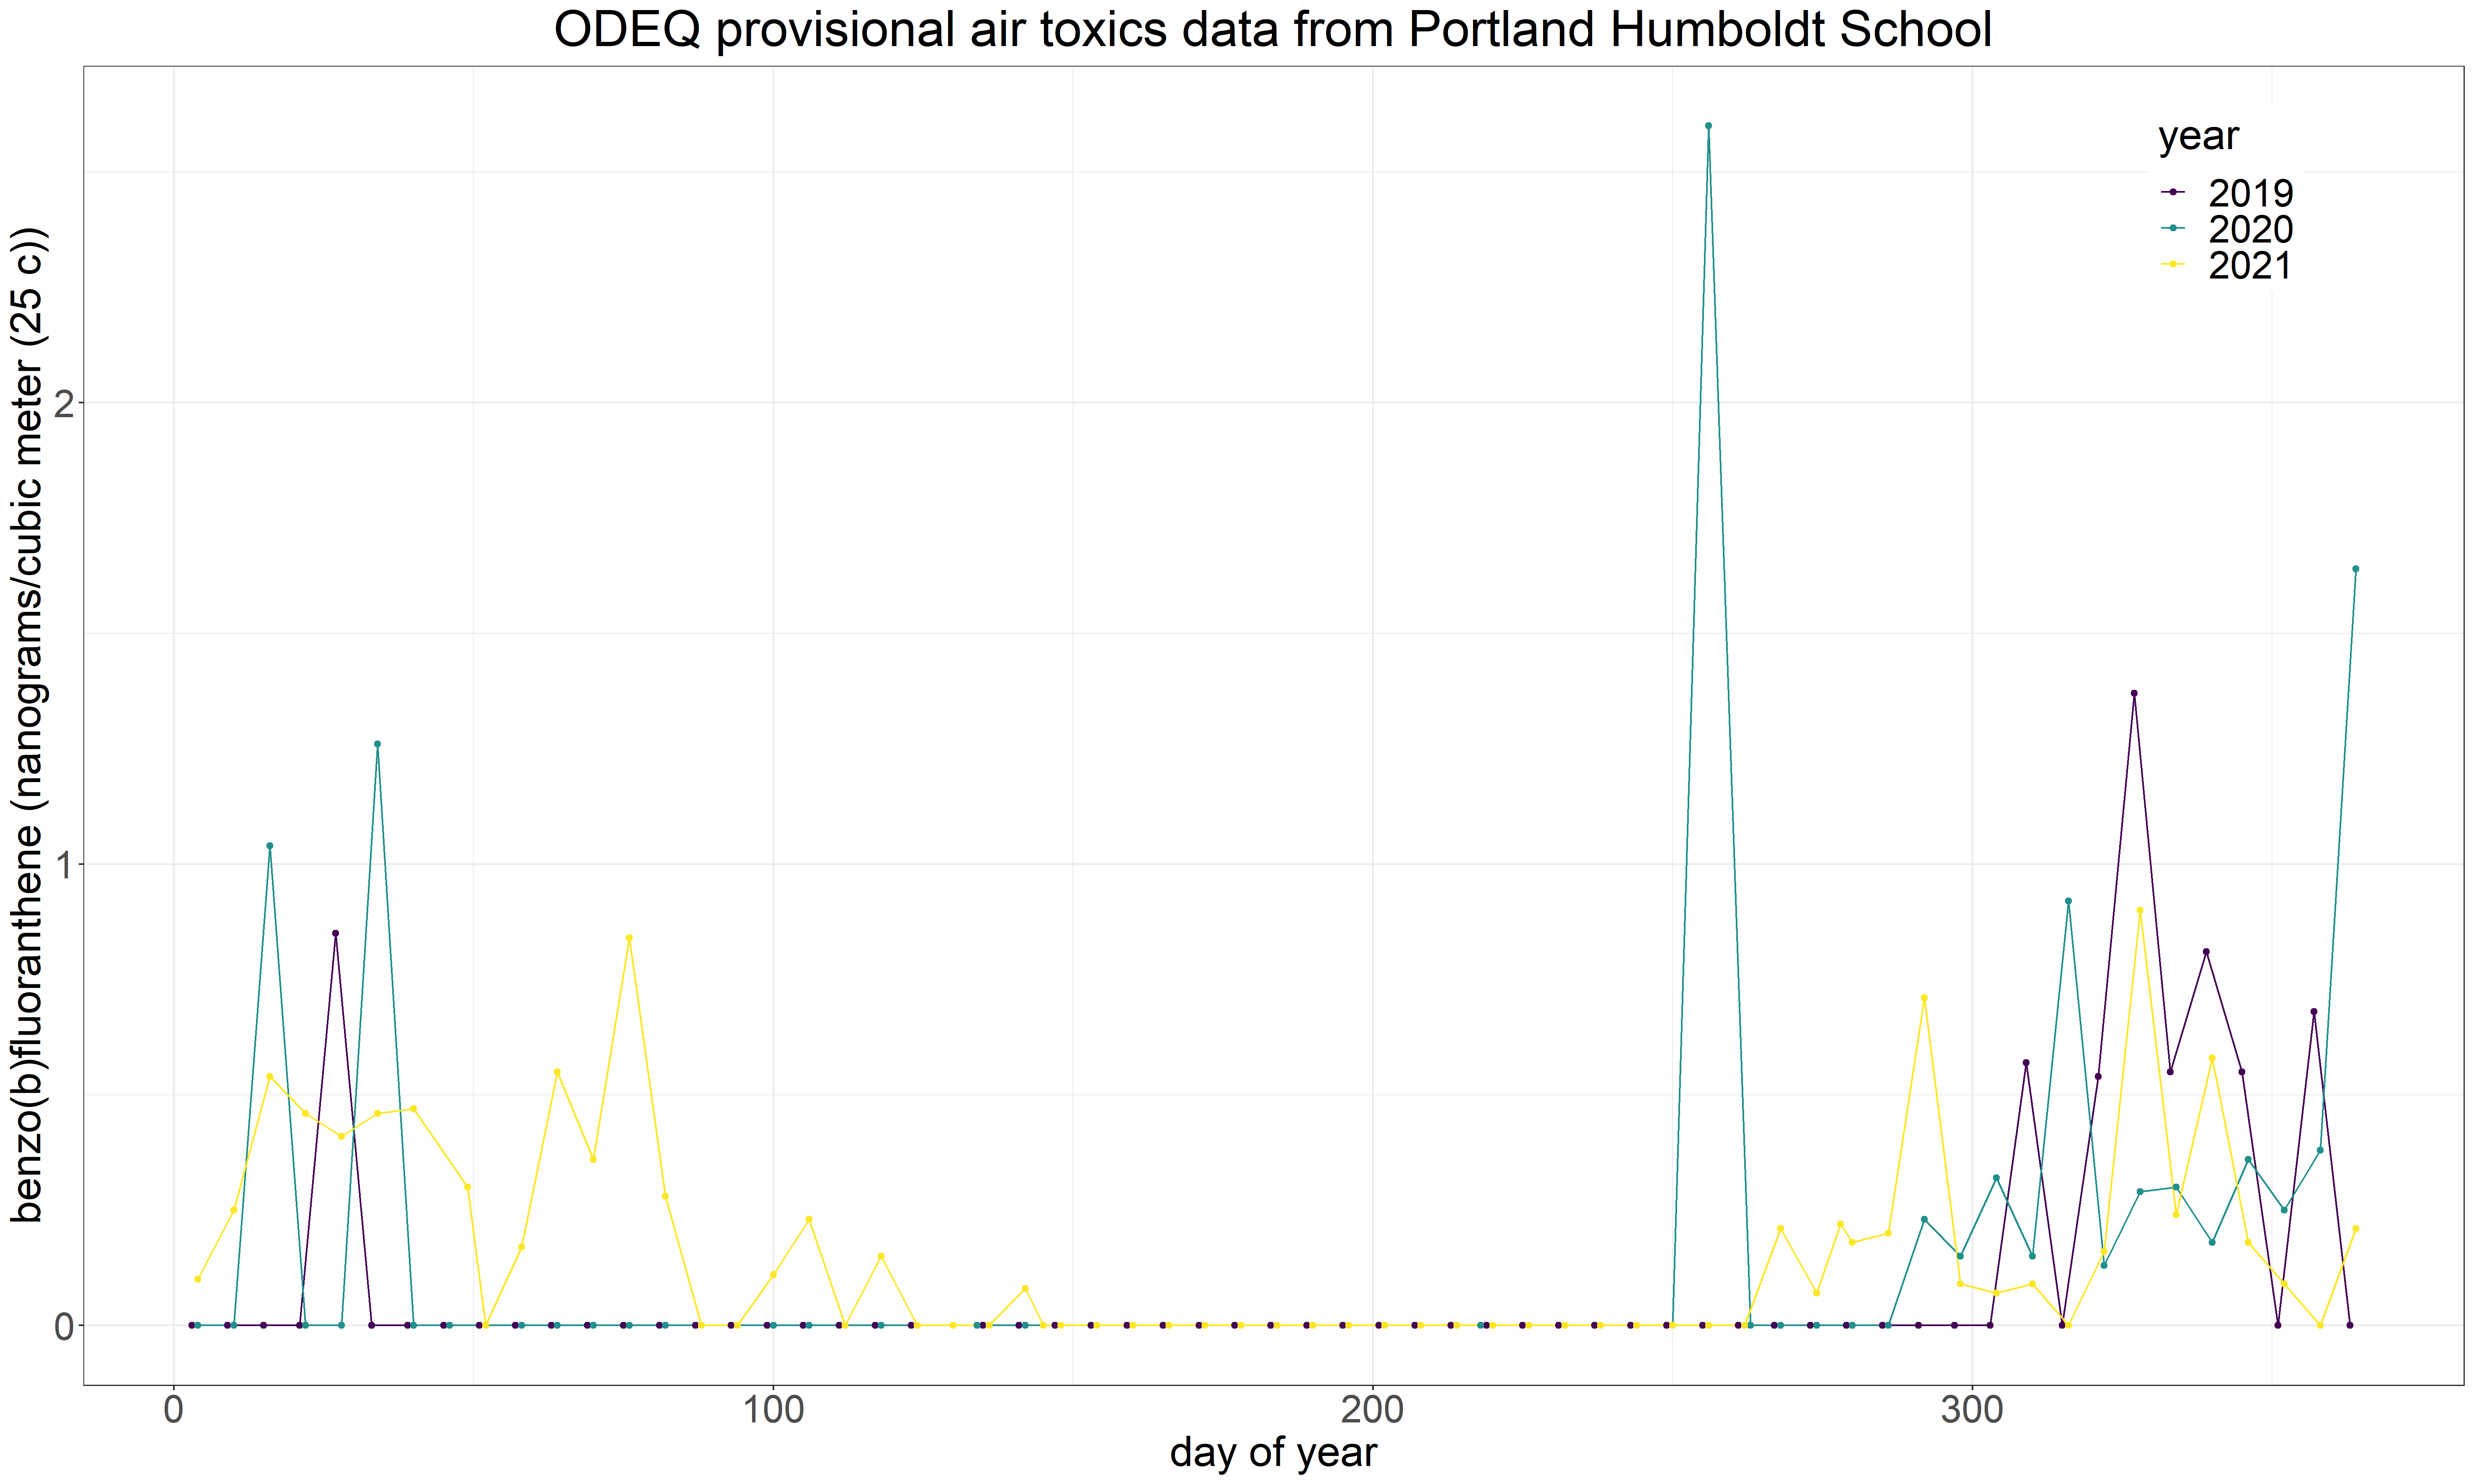 ODEQ provisional air toxics data from Portland Humboldt School
benzo(b)fluoranthene (nanograms/cubic meter (25 c))
2
1
0
year
2019
2020
2021
0 100 200 300
day of year